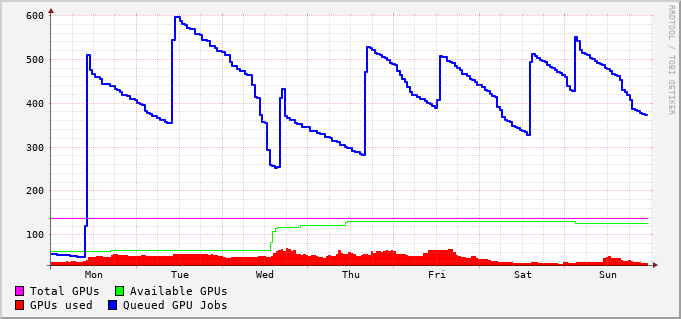 600
500
400
300
200
100
Mon Tue Wed Thu Fri Sat Sun
Total GPUs Available GPUs
GPUs used Queued GPU Jobs
RRDTOOL / TOBI OETIKER